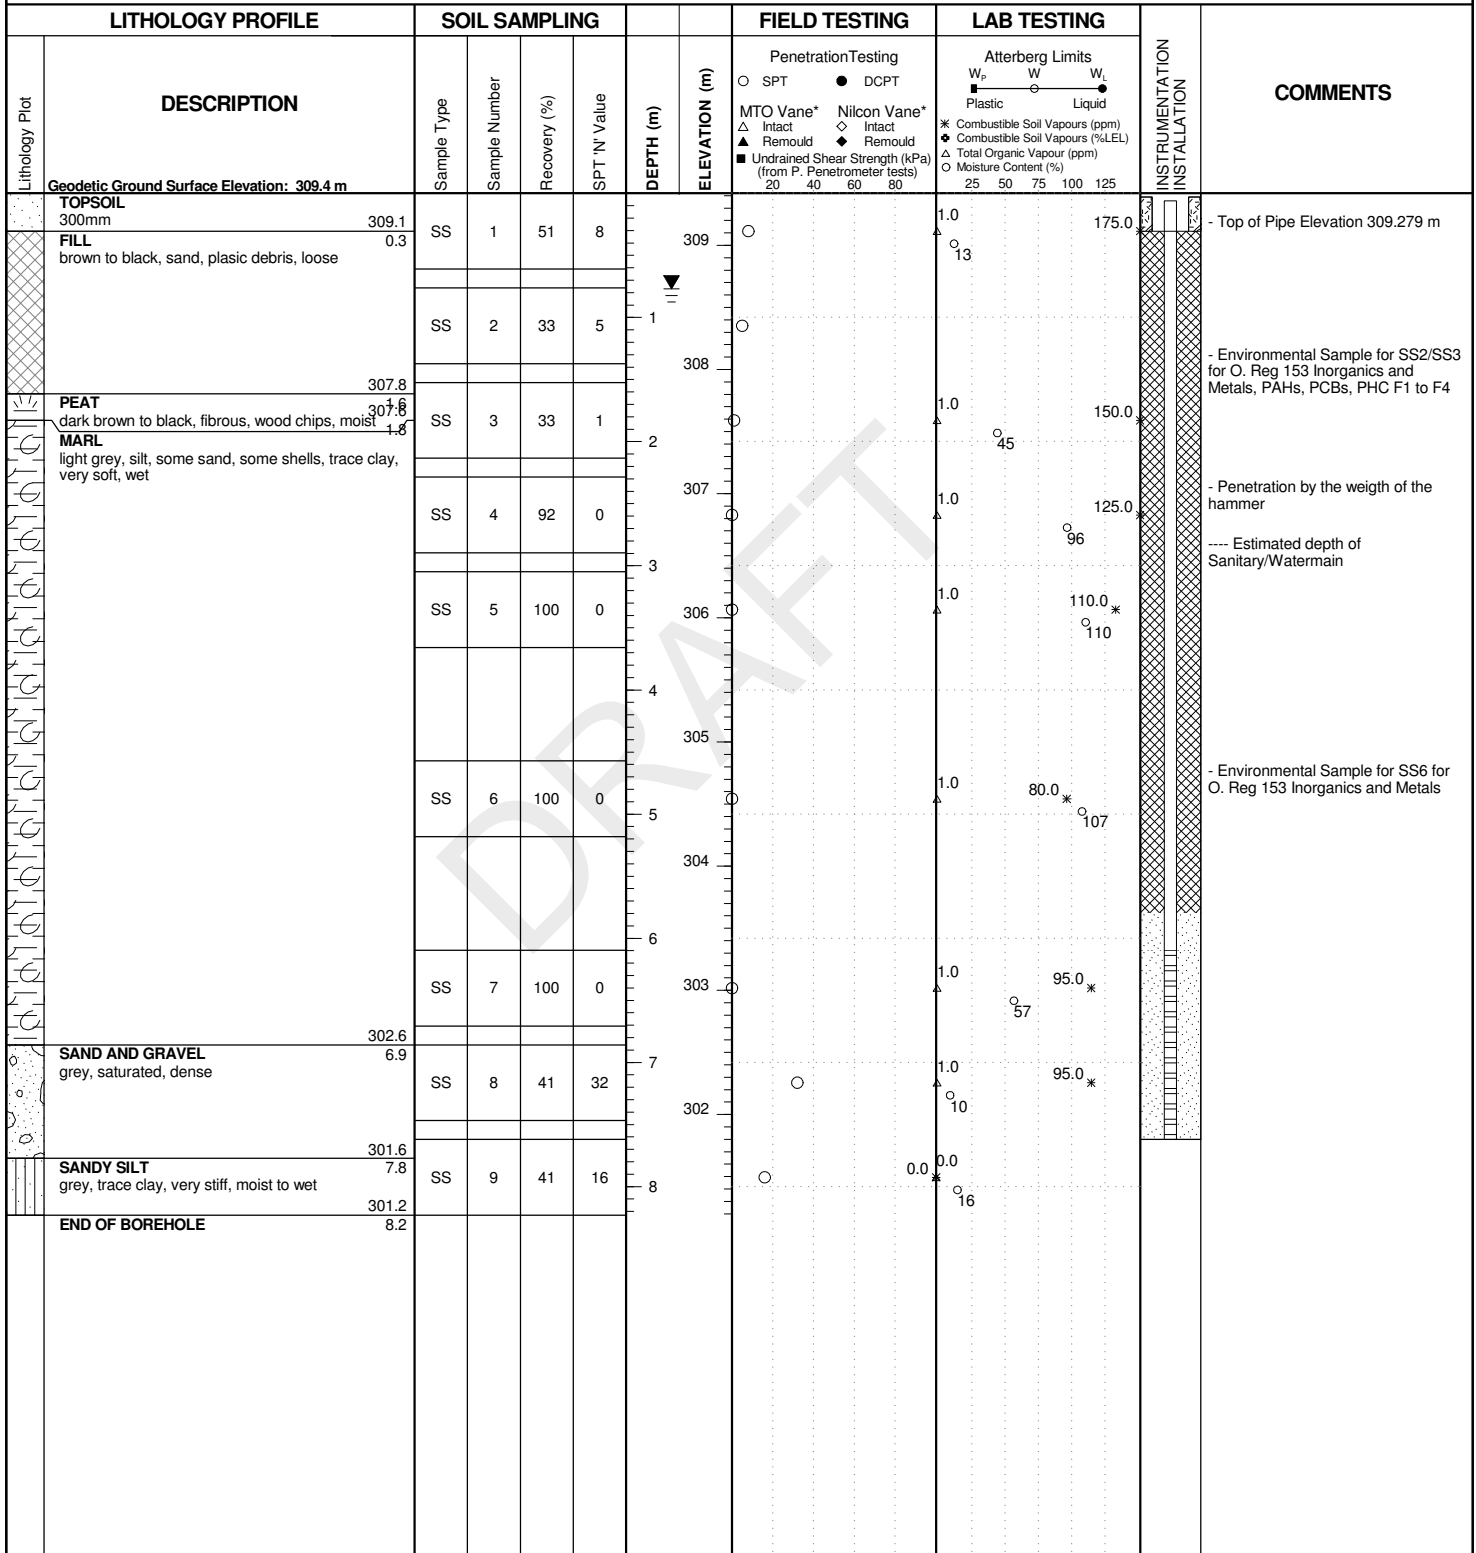 LITHOLOGY PROFILE
SOIL SAMPLING
FIELD TESTING
LAB TESTING
Lithology Plot
DESCRIPTION
Geodetic Ground Surface Elevation: 309.4 m
Sample Type
Sample Number
Recovery (%)
SPT 'N' Value
DEPTH (m)
ELEVATION (m)
PenetrationTesting
SPT DCPT
MTO Vane* Nilcon Vane*
Intact Intact
Remould Remould
Undrained Shear Strength (kPa)
(from P. Penetrometer tests)
20 40 60 80
Atterberg Limits
WP W WL
Plastic Liquid
Combustible Soil Vapours (ppm)
Combustible Soil Vapours (%LEL)
Total Organic Vapour (ppm)
Moisture Content (%)
25 50 75 100 125
INSTRUMENTATION
INSTALLATION
COMMENTS
TOPSOIL
300mm 309.1
FILL 0.3
brown to black, sand, plasic debris, loose
307.8
PEAT 1.6
307.6
dark brown to black, fibrous, wood chips, moist
1.8
MARL
light grey, silt, some sand, some shells, trace clay,
very soft, wet
302.6
SAND AND GRAVEL 6.9
grey, saturated, dense
301.6
SANDY SILT 7.8
grey, trace clay, very stiff, moist to wet
301.2
END OF BOREHOLE 8.2
SS 1 51 8
SS 2 33 5
SS 3 33 1
SS 4 92 0
SS 5 100 0
SS 6 100 0
SS 7 100 0
SS 8 41 32
SS 9 41 16
1
2
3
4
5
6
7
8
309
308
307
306
305
304
303
302
1.0 175.0
13
1.0 150.0
45
1.0 125.0
96
1.0 110.0
110
1.0 80.0
107
1.0 95.0
57
1.0 95.0
10
0.0 0.0
16
- Top of Pipe Elevation 309.279 m
- Environmental Sample for SS2/SS3
for O. Reg 153 Inorganics and
Metals, PAHs, PCBs, PHC F1 to F4
- Penetration by the weigth of the
hammer
---- Estimated depth of
Sanitary/Watermain
- Environmental Sample for SS6 for
O. Reg 153 Inorganics and Metals
DRAFT